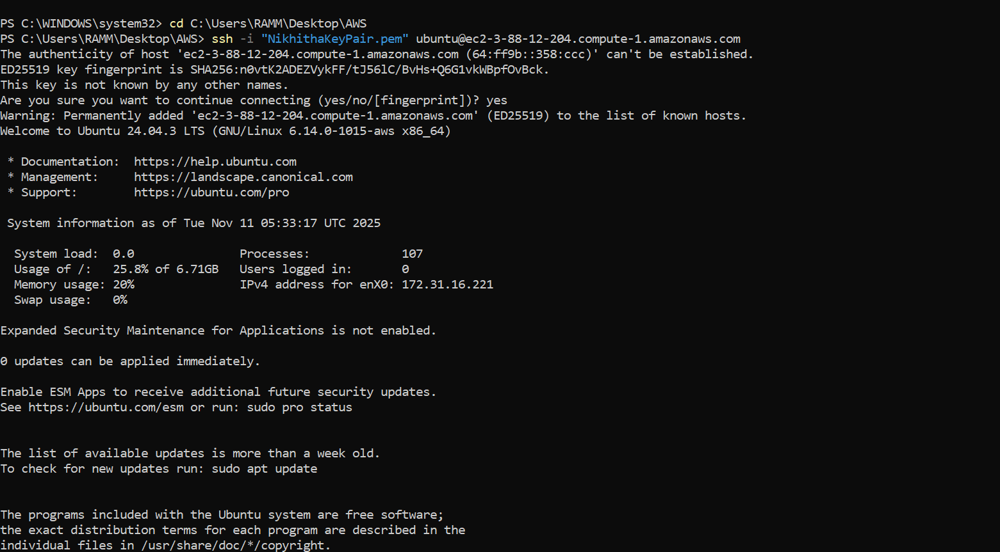 PS C:\WINDOWS\system32> cd C:\Users\RAMM\Desktop\AWS
PS C:\Users\RAMM\Desktop\AWS> ssh -i "NikhithaKeyPair.pem" ubuntu@ec2-3-88-12-204.compute-1.amazonaws.com
The authenticity of host 'ec2-3-88-12-204.compute-1.amazonaws.com (64:ff9b::358:ccc)' can't be established.
ED25519 key fingerprint is SHA256:n0vtK2ADEZVykFF/tJ56lC/BvHs+Q6G1vkWBpfOvBck.
This key is not known by any other names.
Are you sure you want to continue connecting (yes/no/[fingerprint])? yes
Warning: Permanently added 'ec2-3-88-12-204.compute-1.amazonaws.com' (ED25519) to the list of known hosts.
Welcome to Ubuntu 24.04.3 LTS (GNU/Linux 6.14.0-1015-aws x86_64)

 * Documentation:  https://help.ubuntu.com
 * Management:     https://landscape.canonical.com
 * Support:        https://ubuntu.com/pro

 System information as of Tue Nov 11 05:33:17 UTC 2025

  System load:  0.0               Processes:             107
  Usage of /:   25.8% of 6.71GB   Users logged in:       0
  Memory usage: 20%               IPv4 address for enX0: 172.31.16.221
  Swap usage:   0%

Expanded Security Maintenance for Applications is not enabled.

0 updates can be applied immediately.

Enable ESM Apps to receive additional future security updates.
See https://ubuntu.com/esm or run: sudo pro status


The list of available updates is more than a week old.
To check for new updates run: sudo apt update


The programs included with the Ubuntu system are free software;
the exact distribution terms for each program are described in the
individual files in /usr/share/doc/*/copyright.